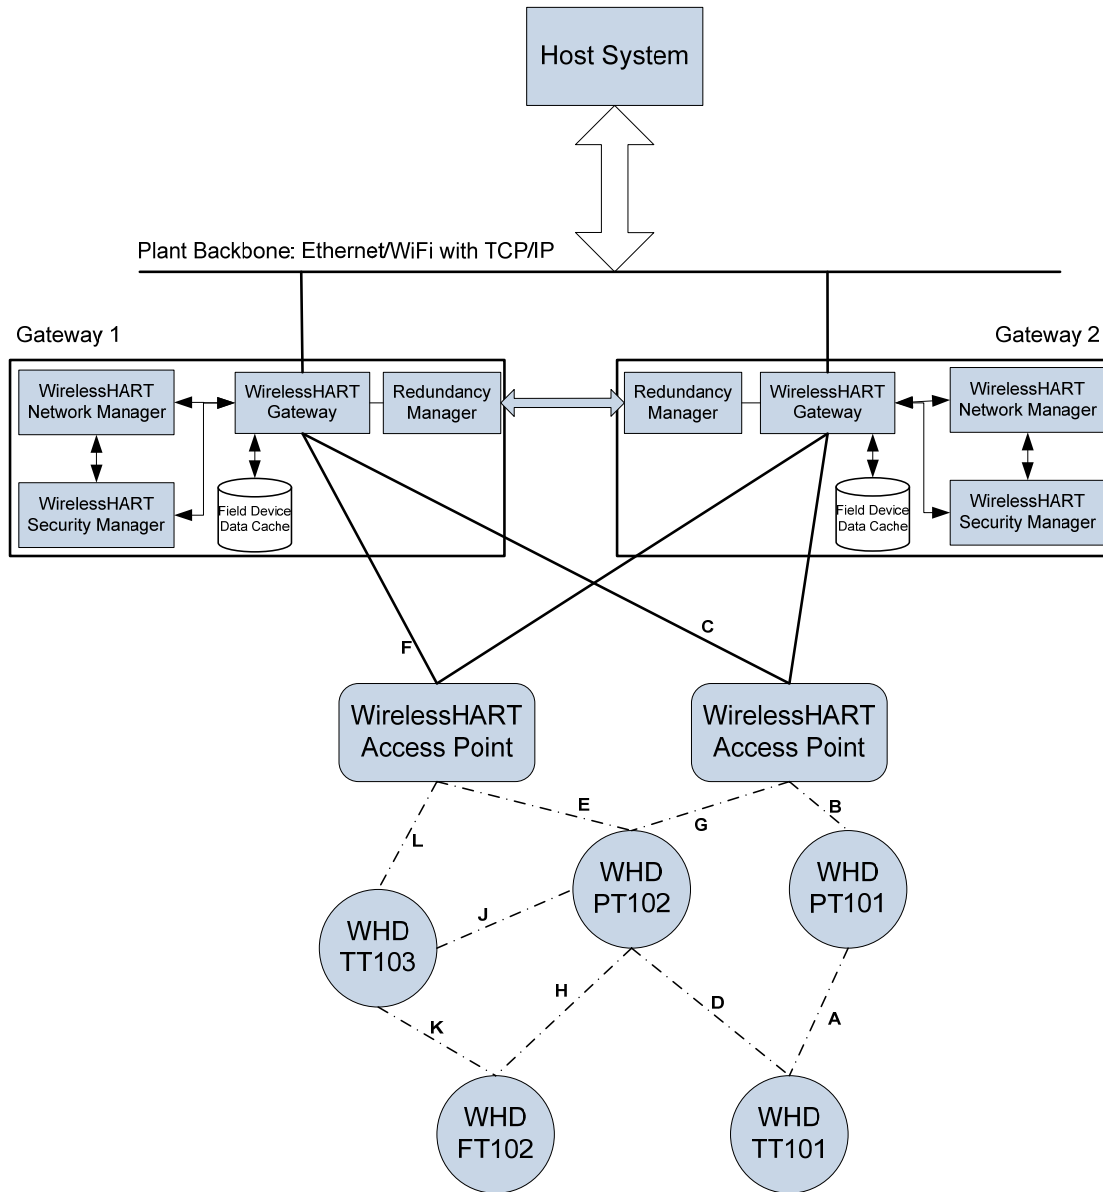 Host System
Plant Backbone: Ethernet/WiFi with TCP/IP
Gateway 1
Gateway 2
WirelessHART
Network Manager
WirelessHART
Gateway
Redundancy
Manager
WirelessHART
Security Manager
Field Device
Data Cache
Redundancy
Manager
WirelessHART
Gateway
WirelessHART
Network Manager
Field Device
Data Cache
WirelessHART
Security Manager
F
C
WirelessHART
Access Point
WirelessHART
Access Point
E
G
B
L
WHD
PT102
WHD
PT101
J
WHD
TT103
H
D
A
K
WHD
FT102
WHD
TT101